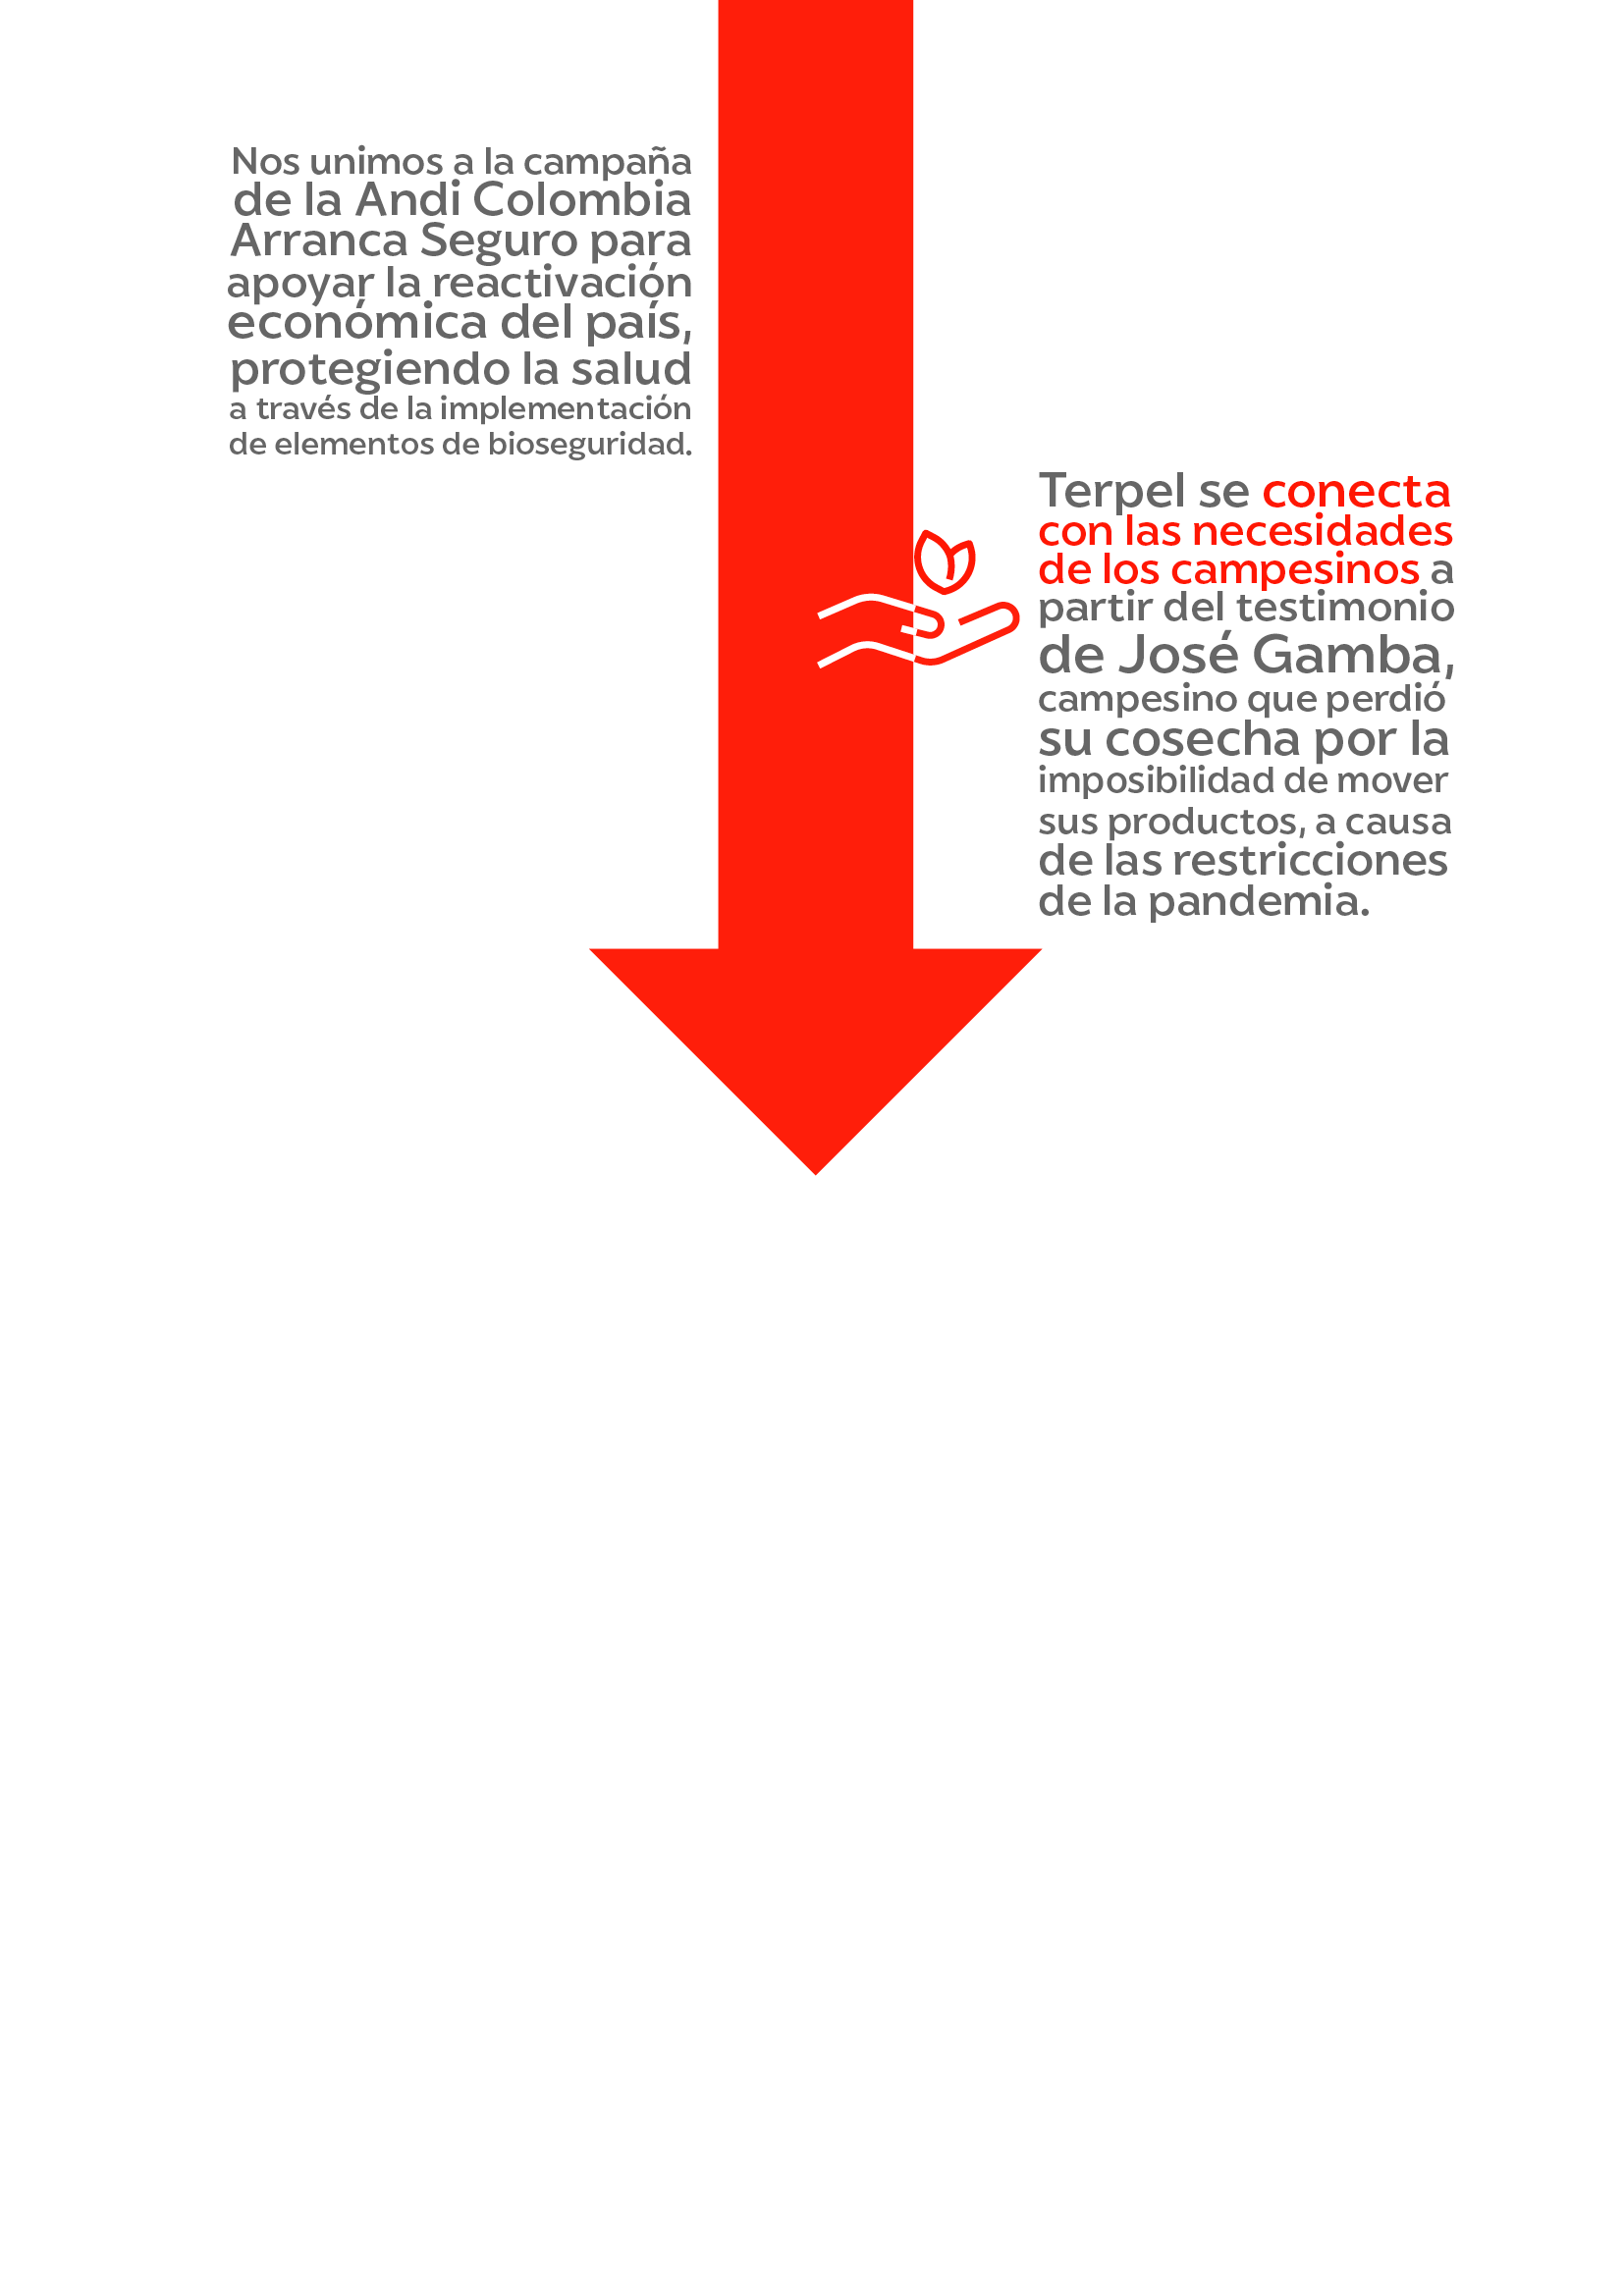 Nos unimos a la campaña
de la Andi Colombia
Arranca Seguro para
apoyar la reactivación
económica del país,
protegiendo la salud
a través de la implementación
de elementos de bioseguridad.
Terpel se conecta
con las necesidades
de los campesinos a
partir del testimonio
de José Gamba,
campesino que perdió
su cosecha por la
imposibilidad de mover
sus productos, a causa
de las restricciones
de la pandemia.